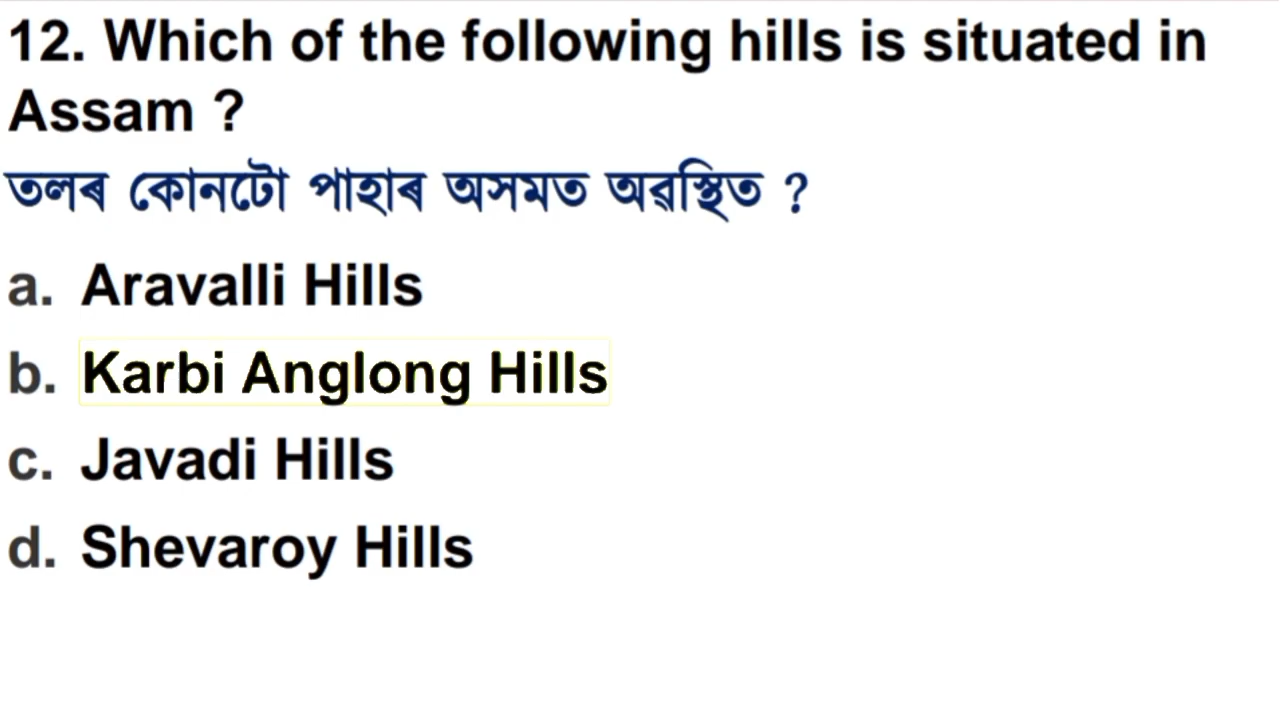 12. Which of the following hills is situated in
Assam ?
তলৰ কোনটো পাহাৰ অসমত অৱস্থিত ?
a. Aravalli Hills
b. Karbi Anglong Hills
c. Javadi Hills
d. Shevaroy Hills